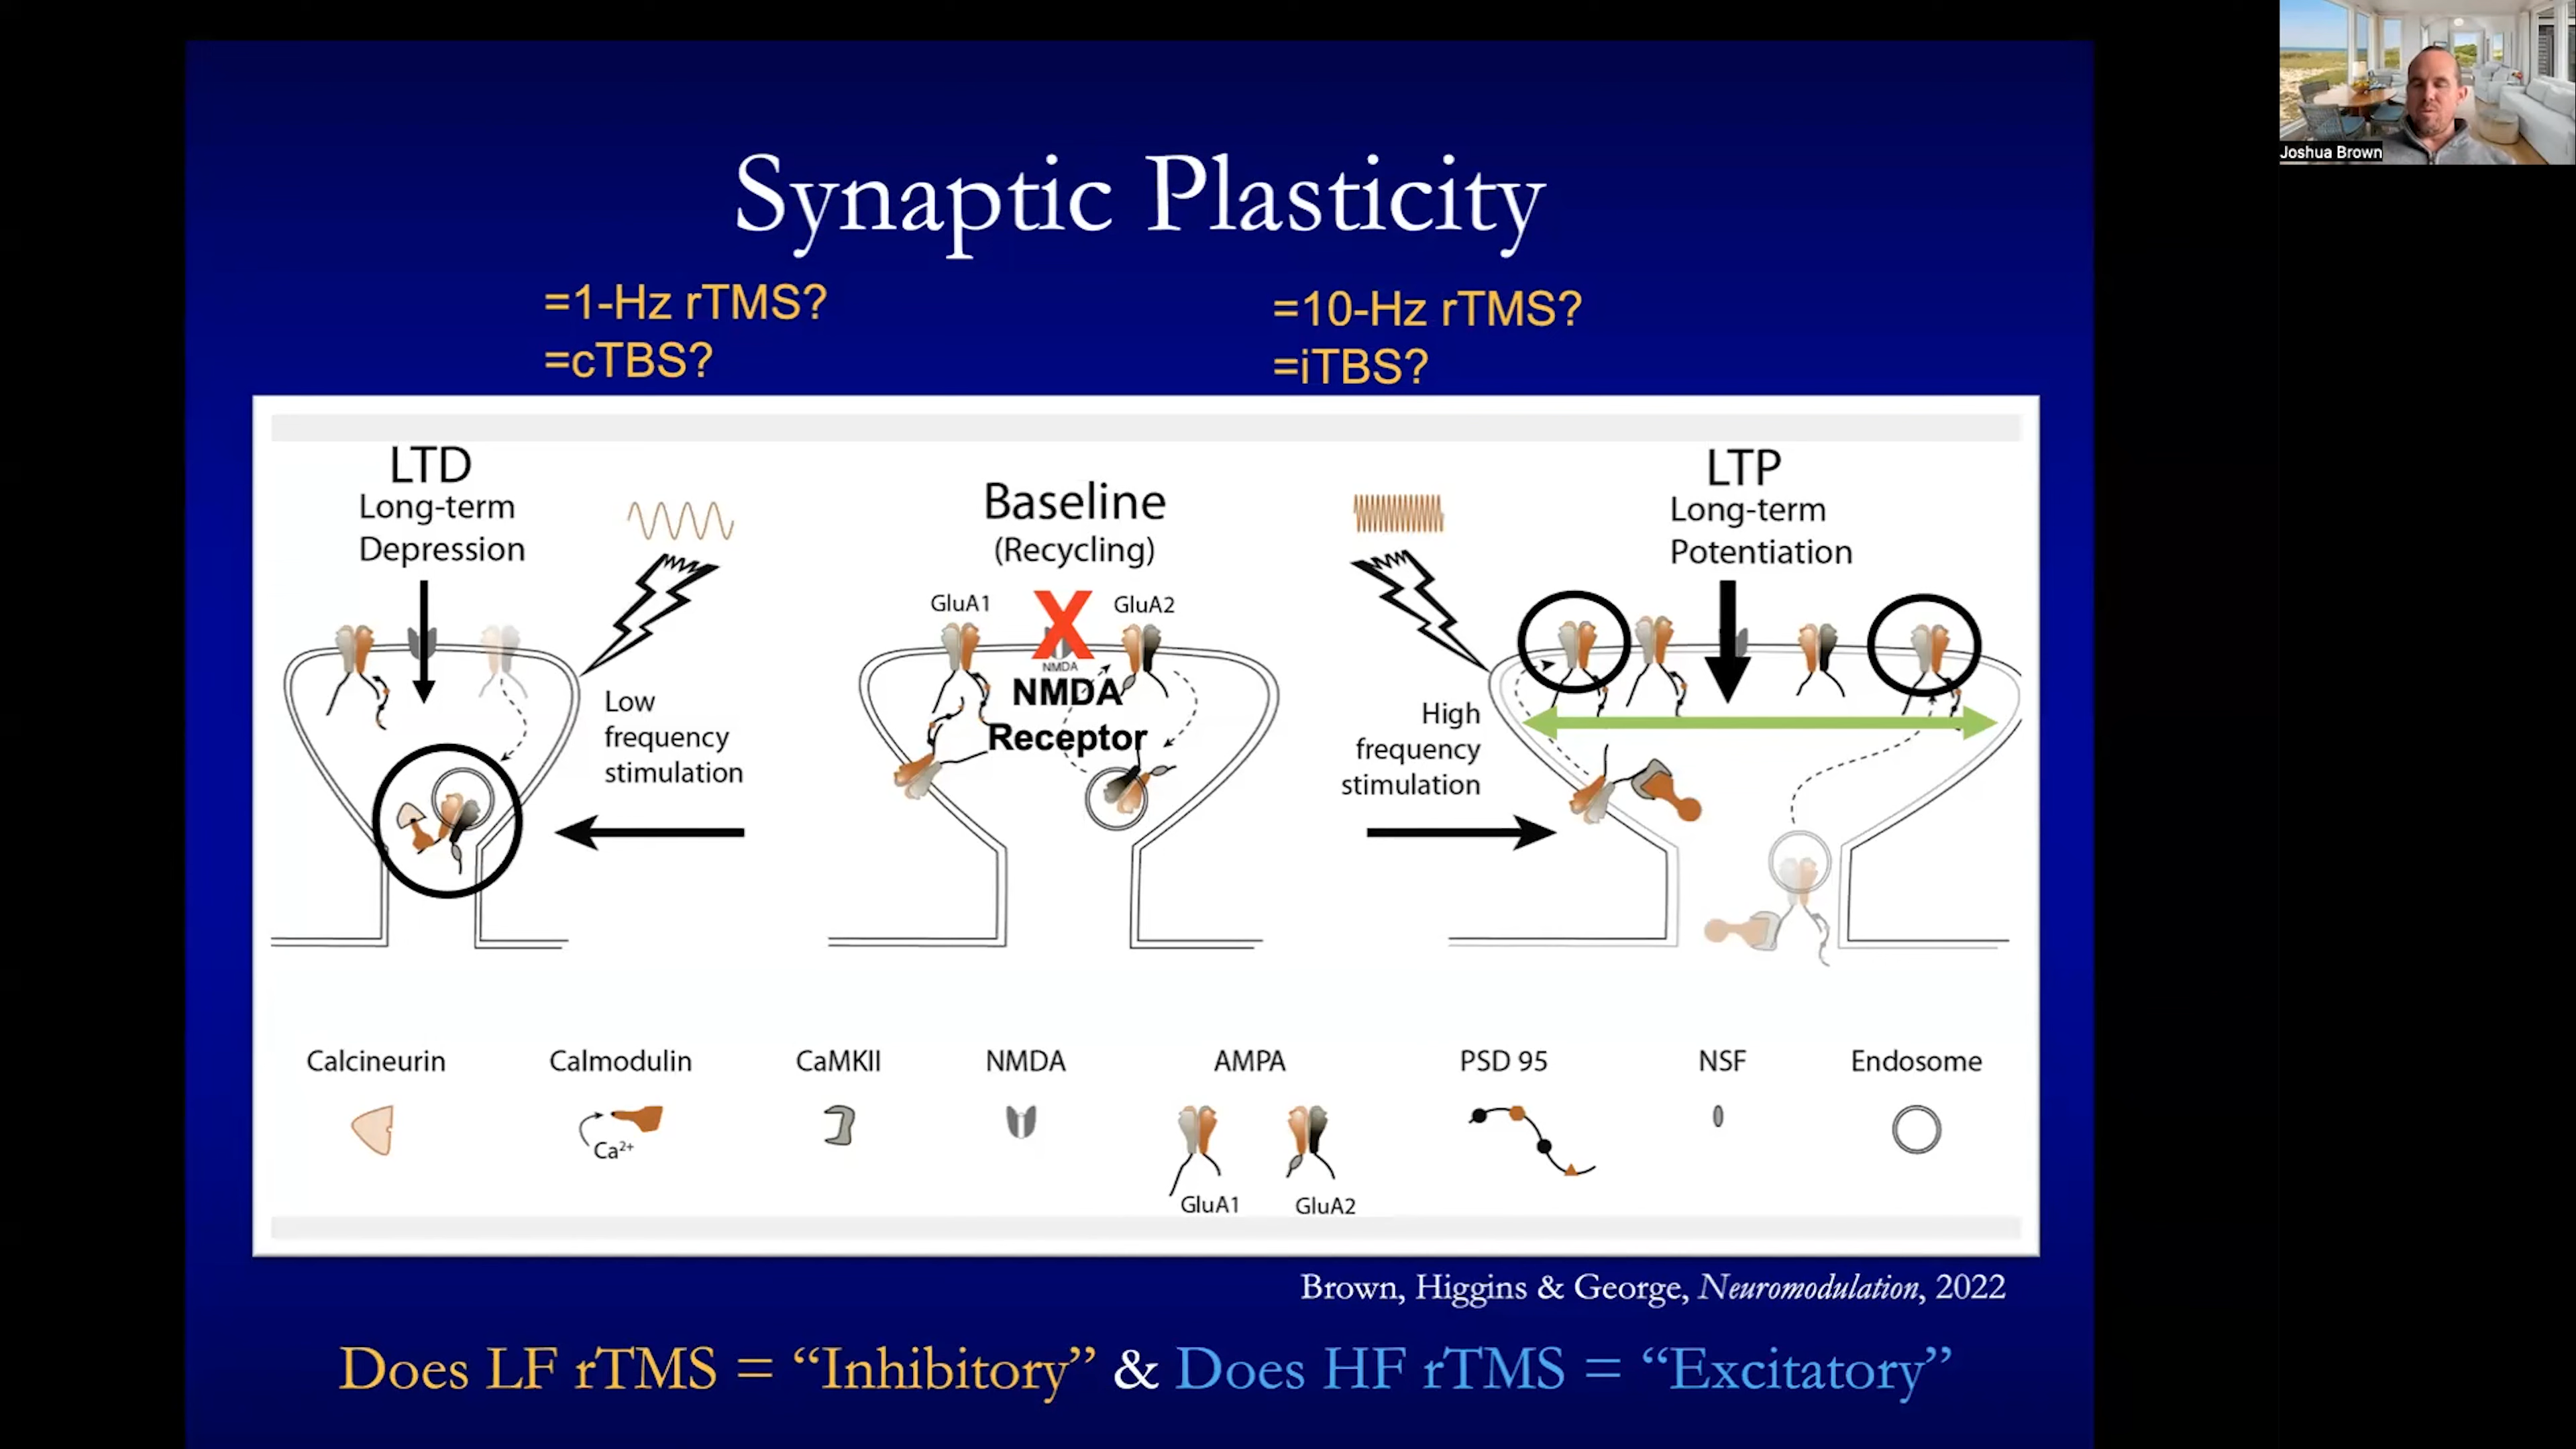 Joshua Brown
Synaptic Plasticity
=1-Hz rTMS?
=cTBS?
=10-Hz rTMS?
=iTBS?
LTD
Long-term
Depression
Low
frequency
stimulation
Baseline
(Recycling)
GluA1
GluA2
NMDA
NMDA
Receptor
LTP
Long-term
Potentiation
High
frequency
stimulation
Calcineurin
Calmodulin
Ca²⁺
CaMKII
NMDA
AMPA
GluA1
GluA2
PSD 95
NSF
Endosome
Brown, Higgins & George, Neuromodulation, 2022
Does LF rTMS = “Inhibitory” & Does HF rTMS = “Excitatory”